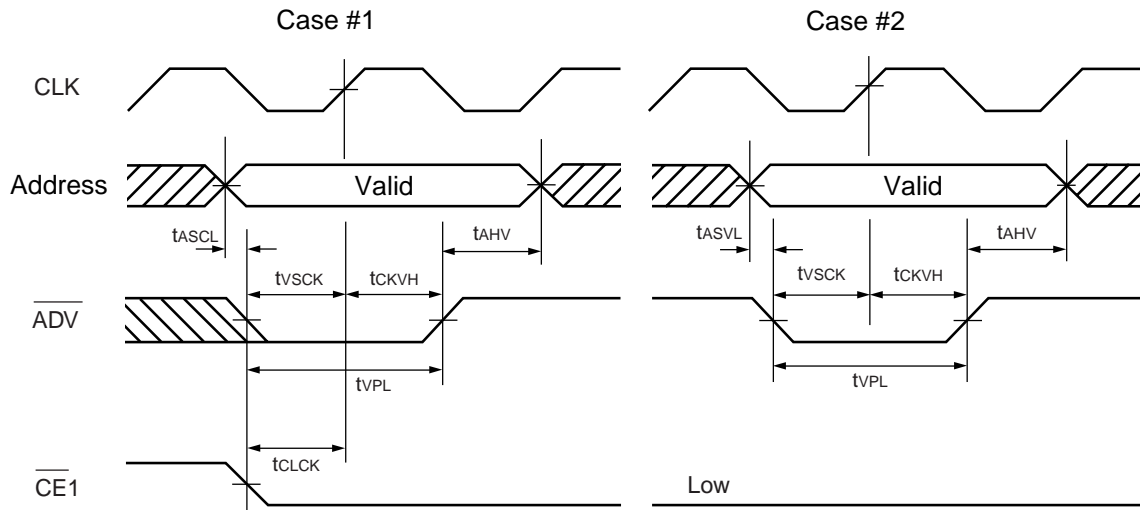 Case #1
Case #2
CLK
Address
Valid
Valid
tASCL
tAHV
tASVL
tAHV
tVSCK
tCKVH
tVSCK
tCKVH
ADV
tVPL
tVPL
tCLCK
CE1
Low